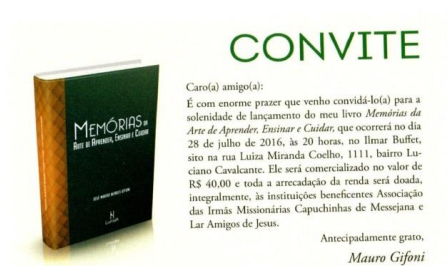 CONVITE
MEMÓRIAS DA
ARTE DE APRENDER, ENSINAR E CUIDAR
Caro(a) amigo(a):
É com enorme prazer que venho convidá-lo(a) para a
solenidade de lançamento do meu livro Memórias da
Arte de Aprender, Ensinar e Cuidar, que ocorrerá no dia
28 de julho de 2016, às 20 horas, no Ilmar Buffet,
sito na rua Luiza Miranda Coelho, 1111, bairro Lu-
ciano Cavalcante. Ele será comercializado no valor de
R$ 40,00 e toda a arrecadação da renda será doada,
integralmente, às instituições beneficentes Associação
das Irmãs Missionárias Capuchinhas de Messejana e
Lar Amigos de Jesus.
Antecipadamente grato,
Mauro Gifoni